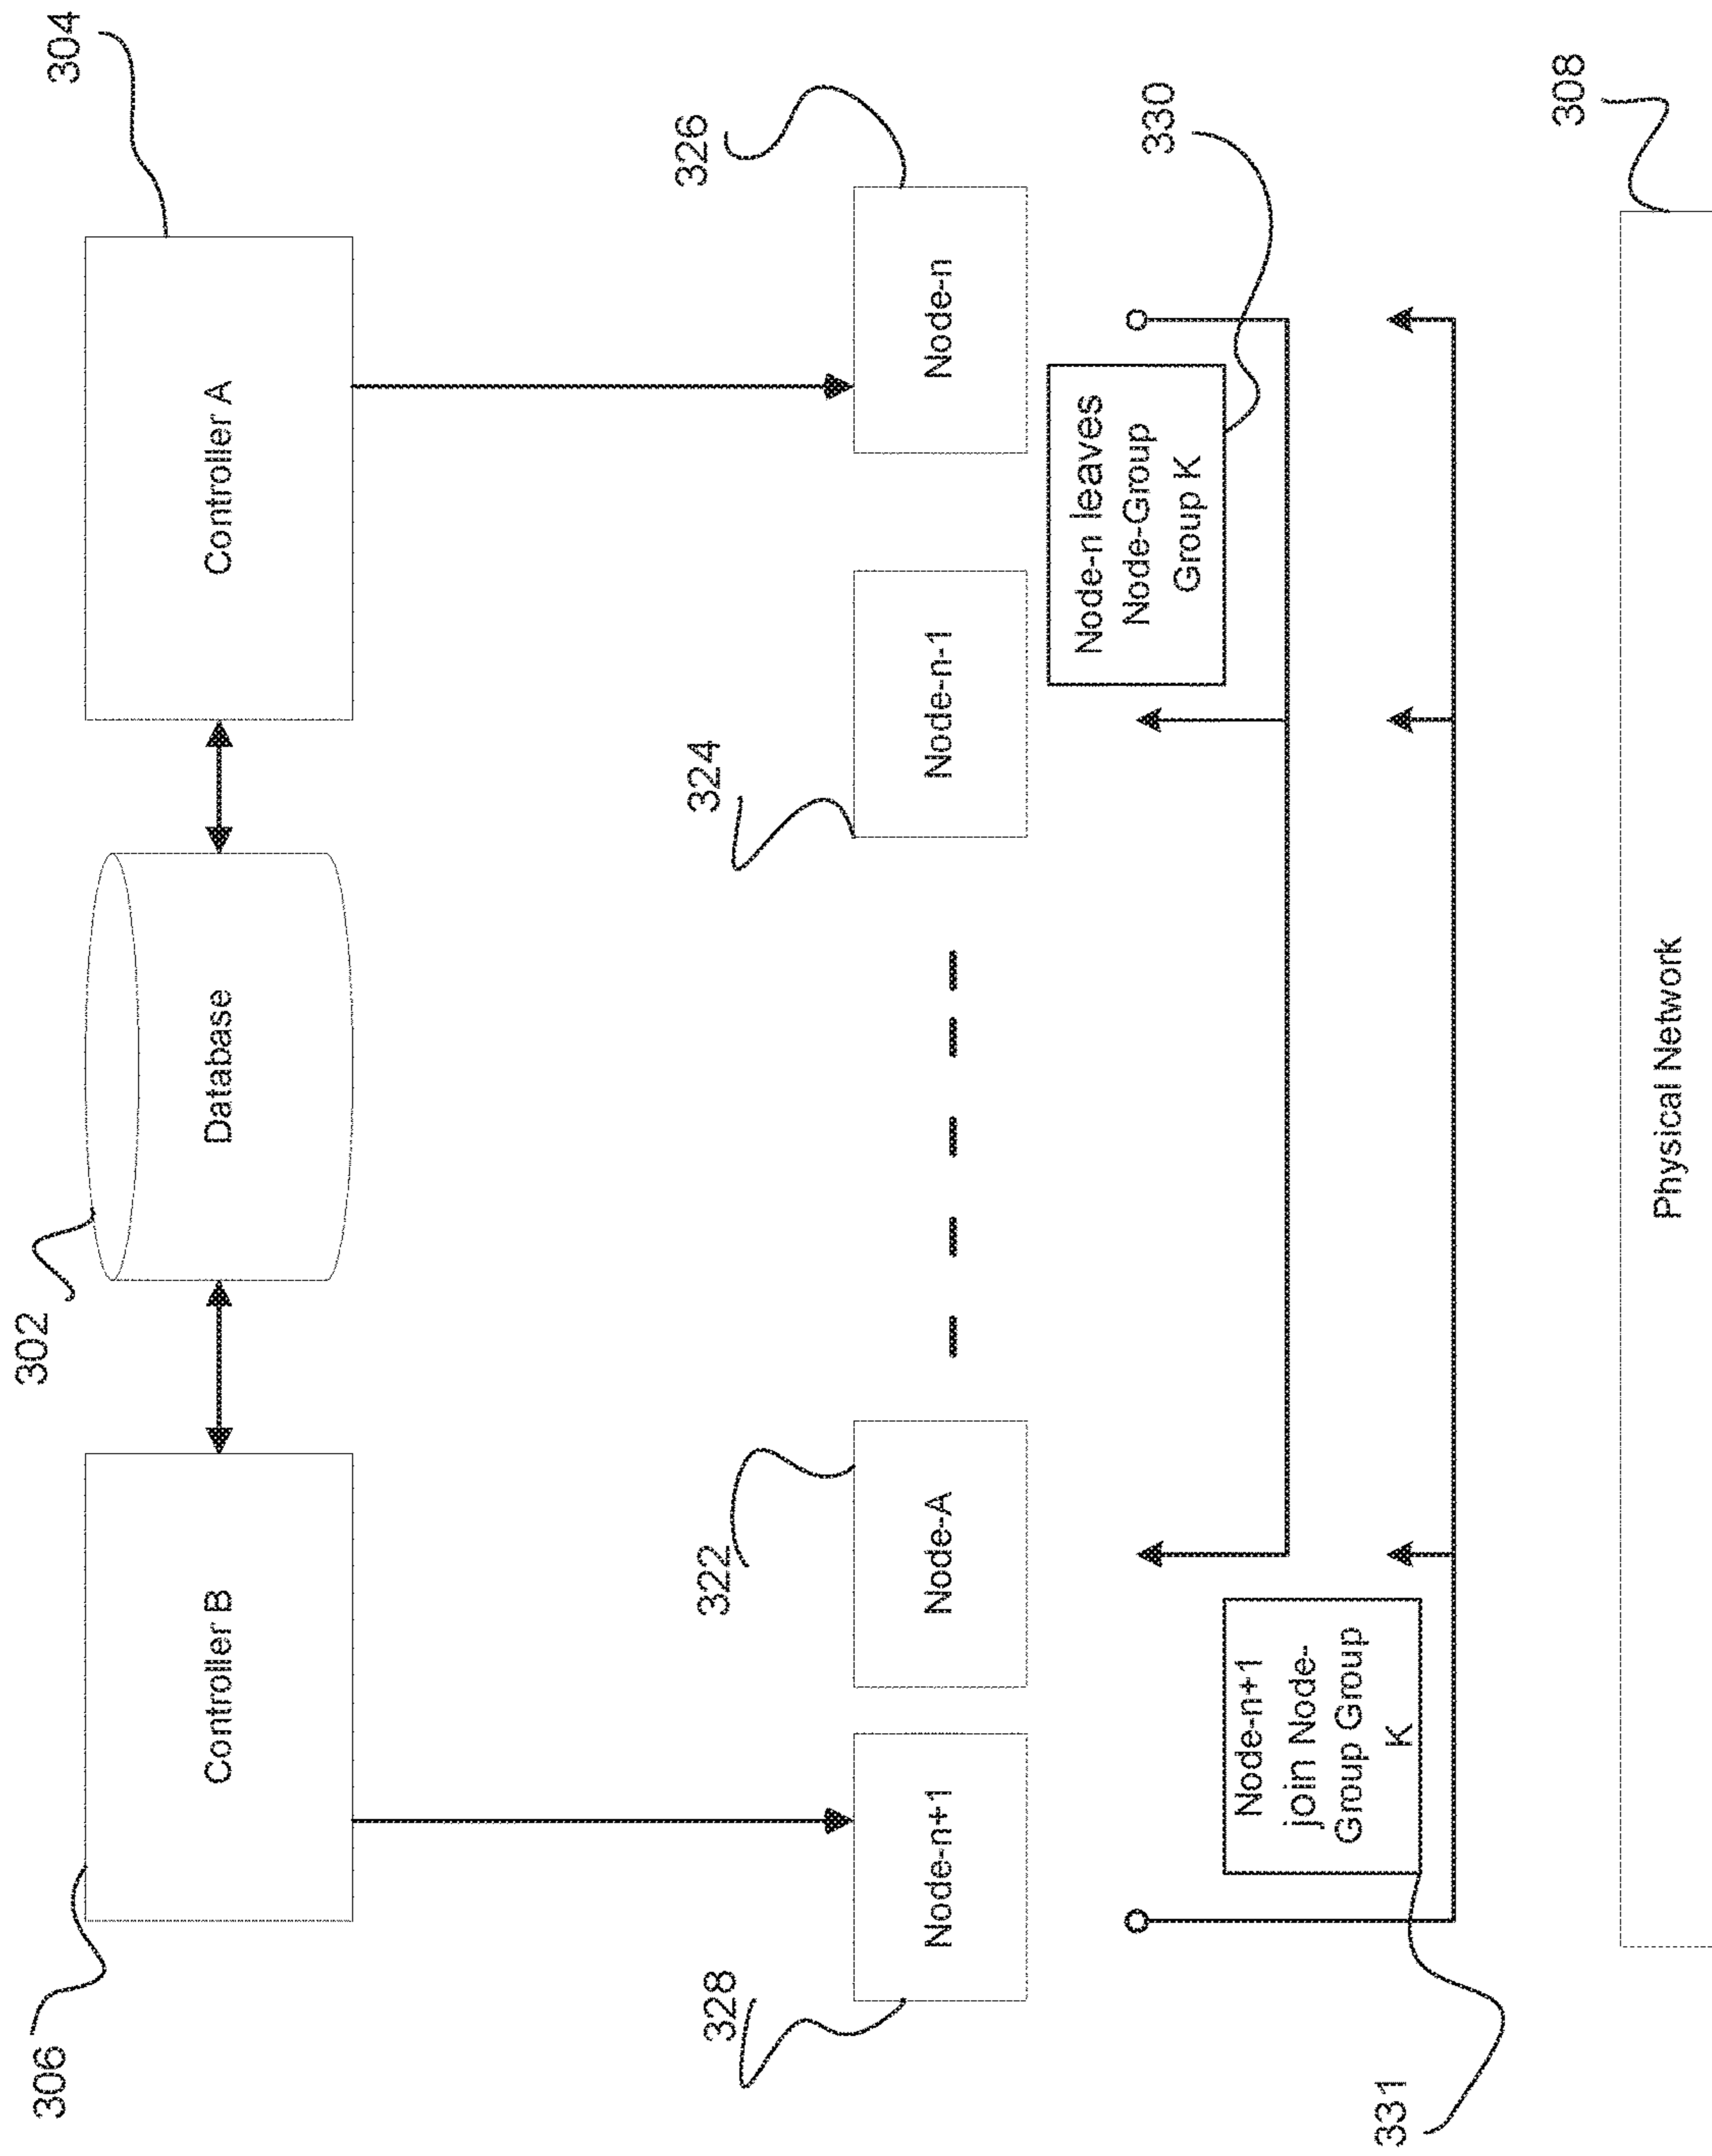 306
Controller B
302
Database
304
Controller A
328
Node-n+1
322
Node-A
324
Node-n-1
326
Node-n
Node-n leaves
Node-Group
Group K
330
Node-n+1
join Node-
Group Group
K
331
Physical Network
308